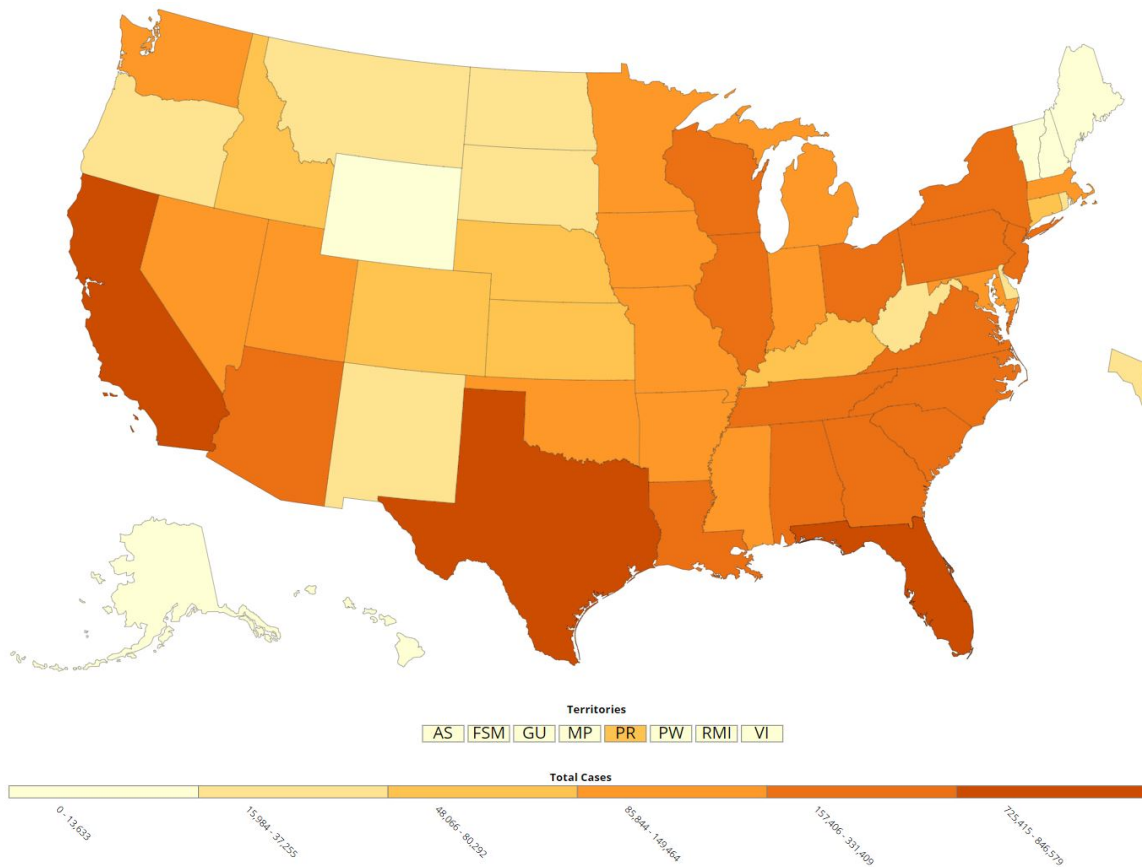 Territories
AS FSM GU MP PR PW RMI VI
Total Cases
0 - 13,633
15,984 - 37,255
48,066 - 80,292
85,844 - 149,464
157,406 - 331,409
725,415 - 846,579